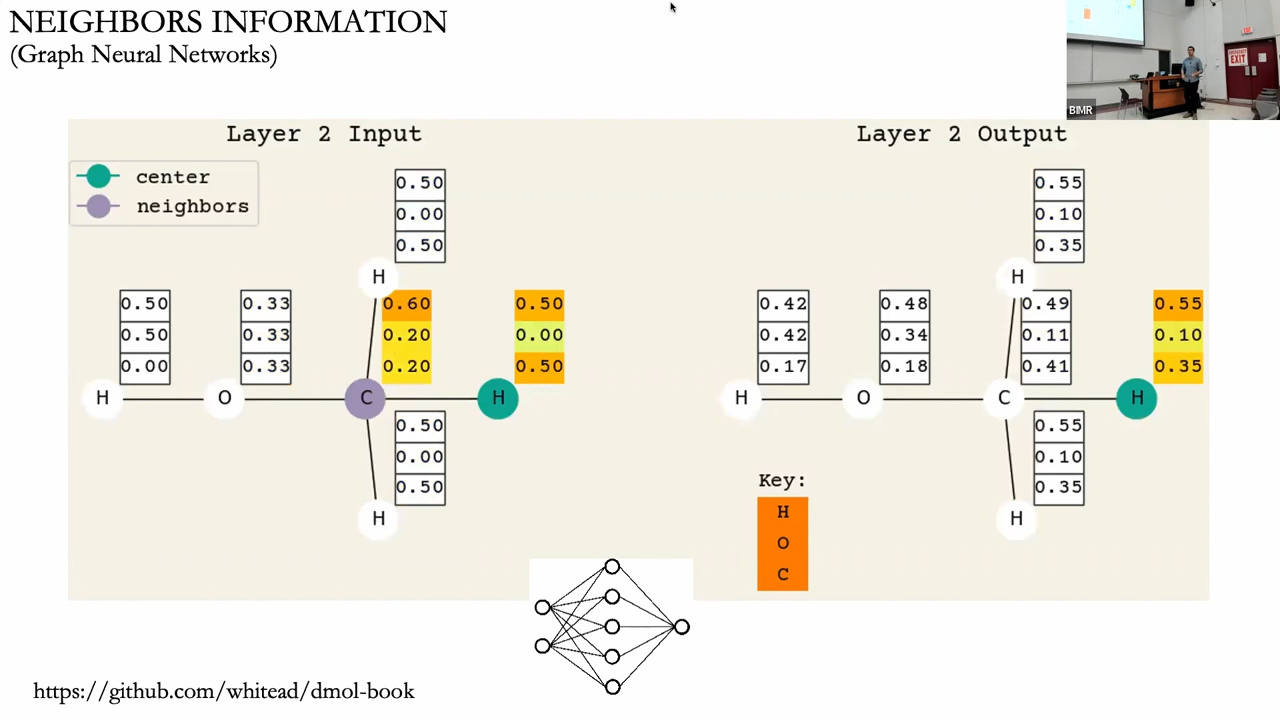 NEIGHBORS INFORMATION
(Graph Neural Networks)
EXIT
BIMR
Layer 2 Input
center
neighbors
0.50
0.00
0.50
H
0.50
0.50
0.00
0.33
0.33
0.33
0.60
0.20
0.20
0.50
0.00
0.50
H
O
C
H
0.50
0.00
0.50
H
Layer 2 Output
0.55
0.10
0.35
H
0.42
0.42
0.17
0.48
0.34
0.18
0.49
0.11
0.41
0.55
0.10
0.35
H
O
C
H
0.55
0.10
0.35
H
Key:
H
O
C
https://github.com/whitead/dmol-book